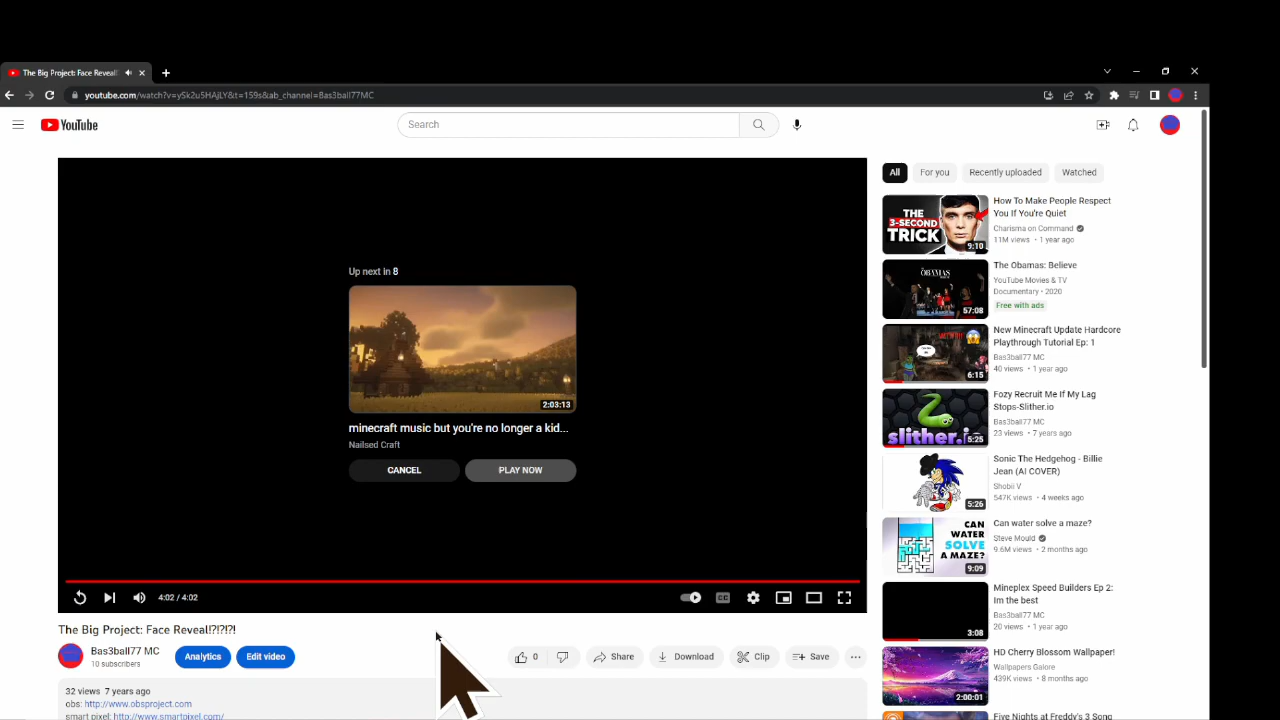 The Big Project: Face Reveal!
youtube.com/watch?v=ySk2u5HAjLY&t=159s&ab_channel=Bas3ball77MC
YouTube
Search
Up next in 8
2:03:13
minecraft music but you're no longer a kid...
Nailsed Craft
CANCEL
PLAY NOW
4:02 / 4:02
CC
The Big Project: Face Reveal!?!?!?!
Bas3ball77 MC
10 subscribers
Analytics
Edit video
0
Share
Download
Clip
Save
32 views 7 years ago
obs: http://www.obsproject.com
smart pixel: http://www.smartpixel.com/
All
For you
Recently uploaded
Watched
THE
3-SECOND
TRICK
9:10
How To Make People Respect
You If You're Quiet
Charisma on Command
11M views • 1 year ago
THE
OBAMAS
57:08
The Obamas: Believe
YouTube Movies & TV
Documentary • 2020
Free with ads
6:15
New Minecraft Update Hardcore
Playthrough Tutorial Ep: 1
Bas3ball77 MC
40 views • 1 year ago
slither.io
5:25
Fozy Recruit Me If My Lag
Stops-Slither.io
Bas3ball77 MC
23 views • 7 years ago
5:26
Sonic The Hedgehog - Billie
Jean (AI COVER)
Shobii V
547K views • 4 weeks ago
CAN
WATER
SOLVE
A MAZE?
9:09
Can water solve a maze?
Steve Mould
9.6M views • 2 months ago
3:08
Mineplex Speed Builders Ep 2:
Im the best
Bas3ball77 MC
20 views • 1 year ago
2:00:01
HD Cherry Blossom Wallpaper!
Wallpapers Galore
439K views • 8 months ago
Five Nights at Freddy's 3 Song